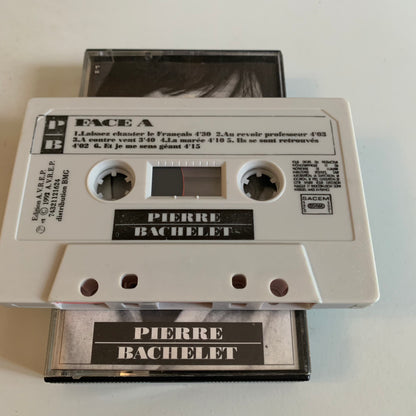 P
B
FACE A
1.Laissez chanter le Français 4'30 2.Au revoir professeur 4'03
3.A contre vent 3'40 4.La marée 4'10 5. Ils se sont retrouvés
4'02 6. Et je me sens géant 4'15
Edition A.V.R.E.P.
℗ © 1992 A.V.R.E.P.
74321121624
distribution BMG
SACEM
PIERRE
BACHELET
PIERRE
BACHELET